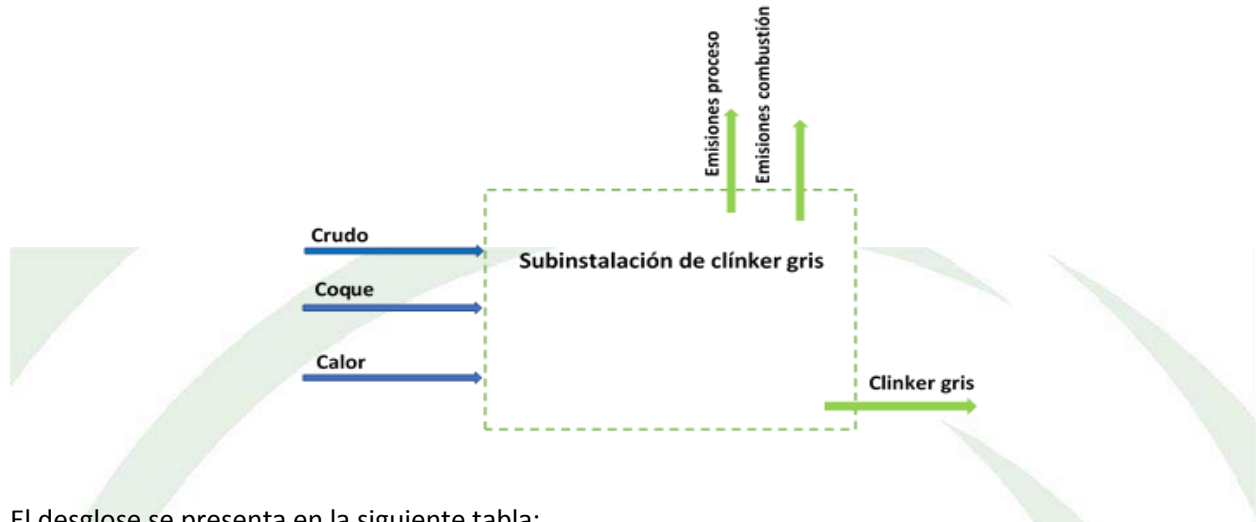 Emisiones proceso
Emisiones combustión
Crudo
Subinstalación de clínker gris
Coque
Calor
Clinker gris
El desglose se presenta en la siguiente tabla: